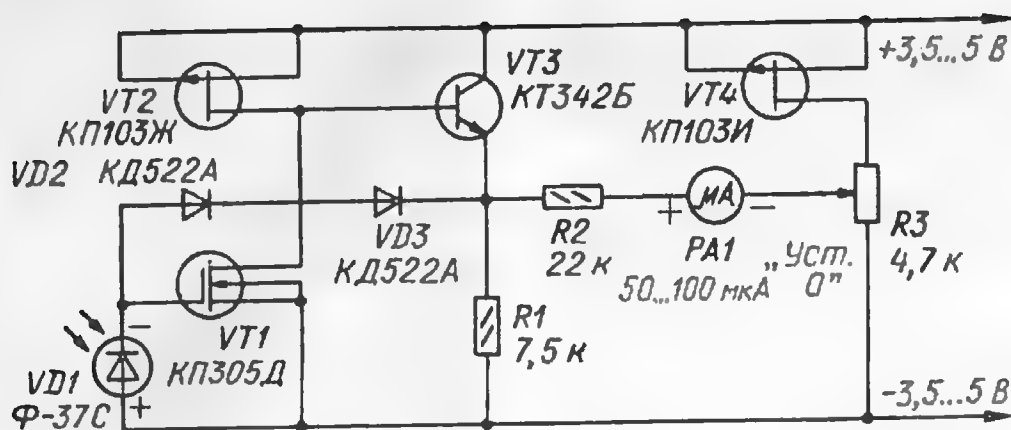 +3,5...5 В
VT2
КП103Ж
VT3
КТ342Б
VT4
КП103И
VD2 КД522А
VD3
КД522А
VT1
КП305Д
VD1
Ф-37С
−
+
R1
7,5 к
R2
22 к
+
μА
−
PA1
50...100 мкА
„Уст.
0”
R3
4,7 к
-3,5...5 В